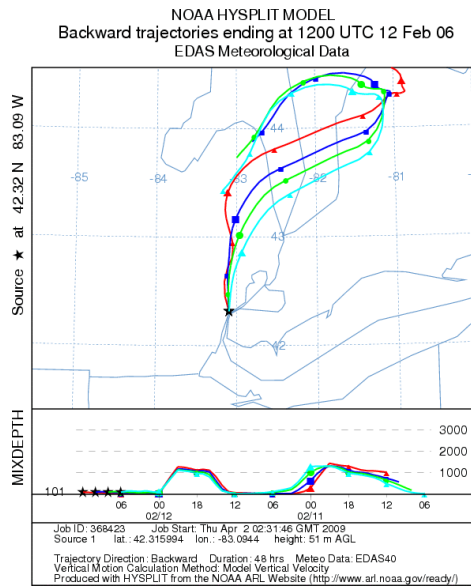 NOAA HYSPLIT MODEL
Backward trajectories ending at 1200 UTC 12 Feb 06
EDAS Meteorological Data
Source ★ at 42.32 N 83.09 W
-85
-84
-83
-82
-81
44
43
42
MIXDEPTH
3000
2000
1000
101
06 00 18 12 06 00 18 12 06
02/12 02/11
Job ID: 368423 Job Start: Thu Apr 2 02:31:46 GMT 2009
Source 1 lat.: 42.315994 lon.: -83.0944 height: 51 m AGL
Trajectory Direction: Backward Duration: 48 hrs Meteo Data: EDAS40
Vertical Motion Calculation Method: Model Vertical Velocity
Produced with HYSPLIT from the NOAA ARL Website (http://www.arl.noaa.gov/ready/)